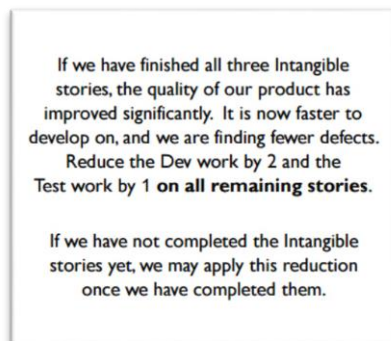 If we have finished all three Intangible
stories, the quality of our product has
improved significantly. It is now faster to
develop on, and we are finding fewer defects.
Reduce the Dev work by 2 and the
Test work by 1 on all remaining stories.
If we have not completed the Intangible
stories yet, we may apply this reduction
once we have completed them.